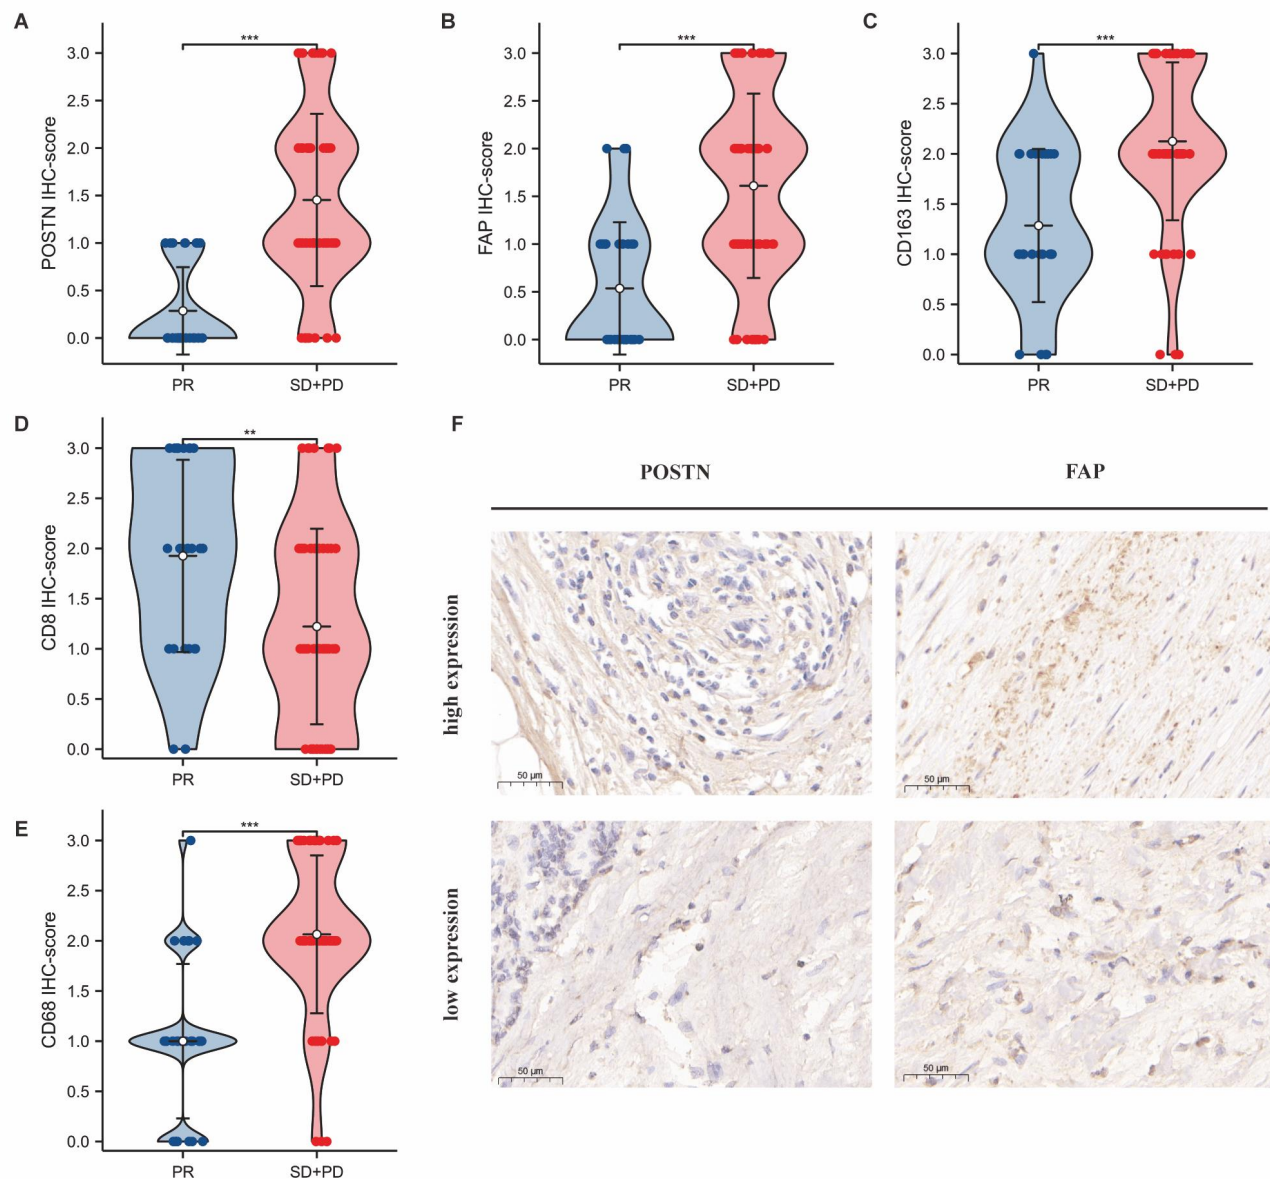 A
POSTN IHC-score
3.0
2.5
2.0
1.5
1.0
0.5
0.0
***
PR
SD+PD
B
FAP IHC-score
3.0
2.5
2.0
1.5
1.0
0.5
0.0
***
PR
SD+PD
C
CD163 IHC-score
3.0
2.5
2.0
1.5
1.0
0.5
0.0
***
PR
SD+PD
D
CD8 IHC-score
3.0
2.5
2.0
1.5
1.0
0.5
0.0
**
PR
SD+PD
E
CD68 IHC-score
3.0
2.5
2.0
1.5
1.0
0.5
0.0
***
PR
SD+PD
F
POSTN
FAP
high expression
50 µm
50 µm
low expression
50 µm
50 µm